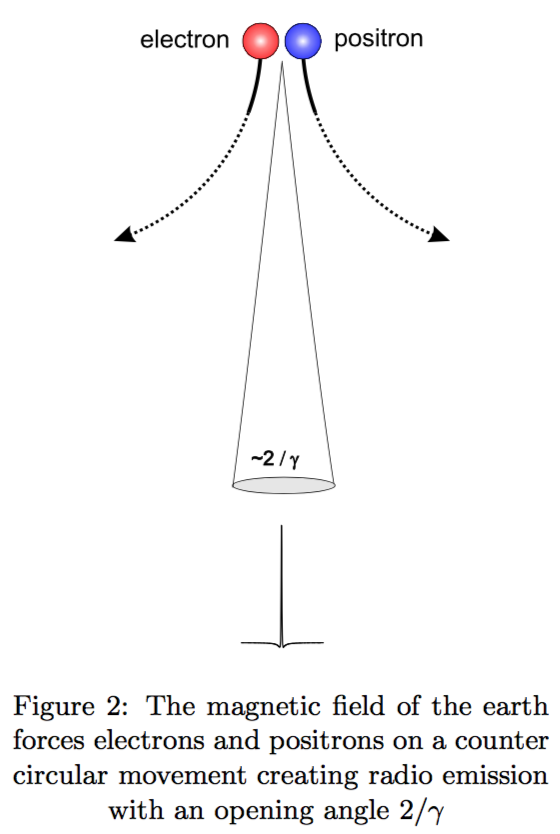 electron positron
~2 / γ
Figure 2: The magnetic field of the earth
forces electrons and positrons on a counter
circular movement creating radio emission
with an opening angle 2/γ